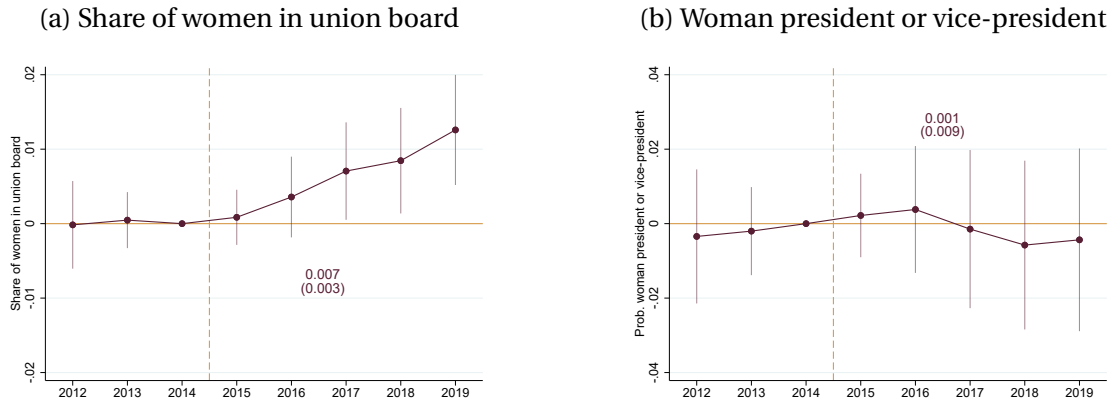 (a) Share of women in union board
Share of women in union board
.02
.01
0
-.01
-.02
0.007
(0.003)
2012 2013 2014 2015 2016 2017 2018 2019
(b) Woman president or vice-president
Prob. woman president or vice-president
.04
.02
0
-.02
-.04
0.001
(0.009)
2012 2013 2014 2015 2016 2017 2018 2019